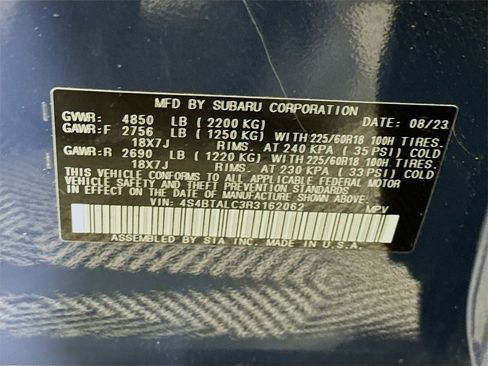 MFD BY SUBARU CORPORATION DATE: 08/23
GVWR: 4850 LB (2200 KG)
GAWR:F 2756 LB (1250 KG) WITH 225/60R18 100H TIRES.
18X7J RIMS. AT 240 KPA ( 35 PSI) COLD
GAWR:R 2690 LB (1220 KG) WITH 225/60R18 100H TIRES.
18X7J RIMS. AT 230 KPA ( 33 PSI) COLD
THIS VEHICLE CONFORMS TO ALL APPLICABLE FEDERAL MOTOR
VEHICLE SAFETY STANDARDS IN EFFECT ON THE DATE OF
MANUFACTURE SHOWN ABOVE.
VIN: 4S4BTALC3R3162062 MPV
ASSEMBLED BY SIA INC. MADE IN U.S.A.